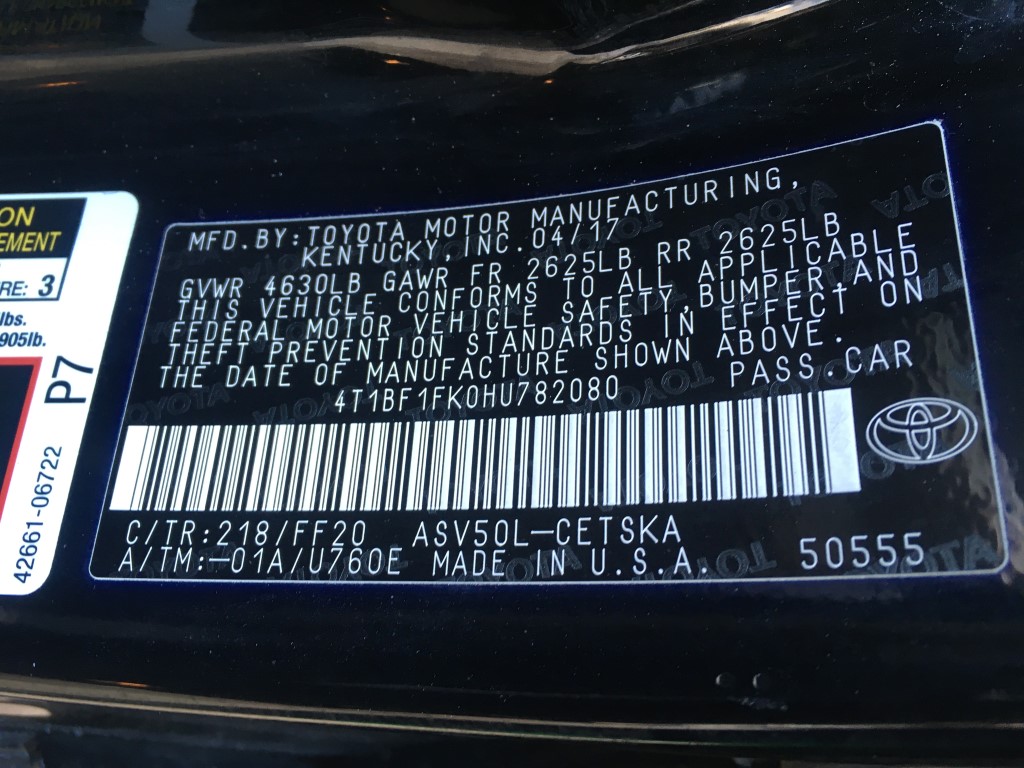 ON
EMENT
RE: 3
lbs.
905lb.
P7
42661-06722
MFD.BY:TOYOTA MOTOR MANUFACTURING,
KENTUCKY,INC.04/17
GVWR 4630LB GAWR FR 2625LB RR 2625LB
THIS VEHICLE CONFORMS TO ALL APPLICABLE
FEDERAL MOTOR VEHICLE SAFETY,BUMPER,AND
THEFT PREVENTION STANDARDS IN EFFECT ON
THE DATE OF MANUFACTURE SHOWN ABOVE.
4T1BF1FK0HU782080 PASS.CAR
C/TR:218/FF20 ASV50L-CETSKA
A/TM:-01A/U760E MADE IN U.S.A. 50555